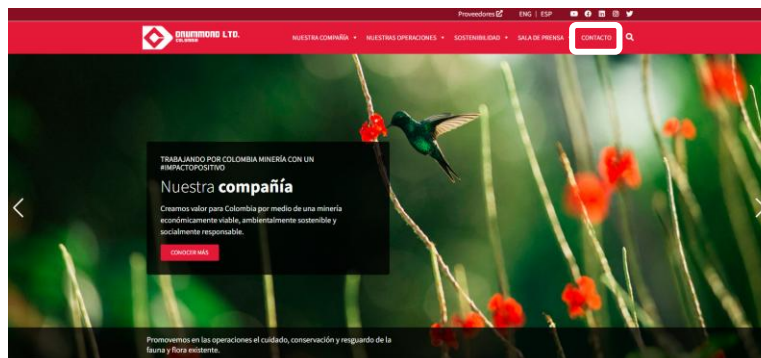 Proveedores
ENG | ESP
DRUMMOND LTD.
COLOMBIA
NUESTRA COMPAÑÍA
NUESTRAS OPERACIONES
SOSTENIBILIDAD
SALA DE PRENSA
CONTACTO
TRABAJANDO POR COLOMBIA MINERÍA CON UN
#IMPACTOPOSITIVO
Nuestra compañía
Creamos valor para Colombia por medio de una minería
económicamente viable, ambientalmente sostenible y
socialmente responsable.
CONOCER MÁS
Promovemos en las operaciones el cuidado, conservación y resguardo de la
fauna y flora existente.